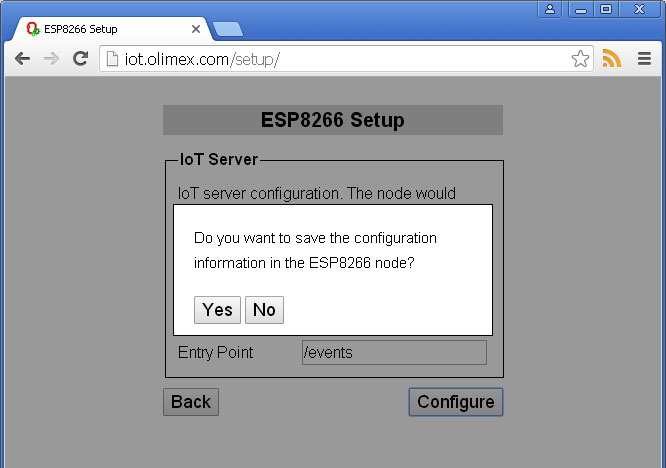 ESP8266 Setup
iot.olimex.com/setup/
ESP8266 Setup
IoT Server
IoT server configuration. The node would
Do you want to save the configuration
information in the ESP8266 node?
Yes No
Entry Point /events
Back Configure